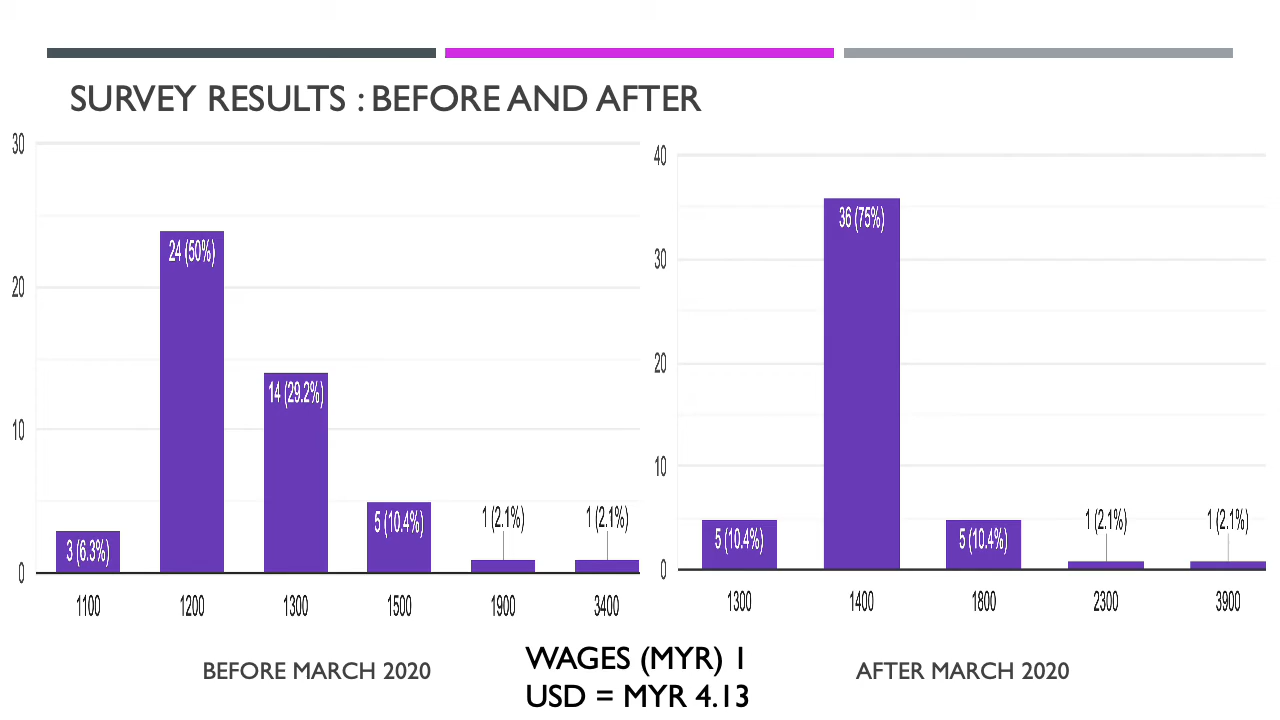 SURVEY RESULTS : BEFORE AND AFTER
30
20
10
0
24 (50%)
14 (29.2%)
3 (6.3%)
5 (10.4%)
1 (2.1%)
1 (2.1%)
1100 1200 1300 1500 1900 3400
BEFORE MARCH 2020
40
30
20
10
0
36 (75%)
5 (10.4%)
5 (10.4%)
1 (2.1%)
1 (2.1%)
1300 1400 1800 2300 3900
AFTER MARCH 2020
WAGES (MYR) 1
USD = MYR 4.13